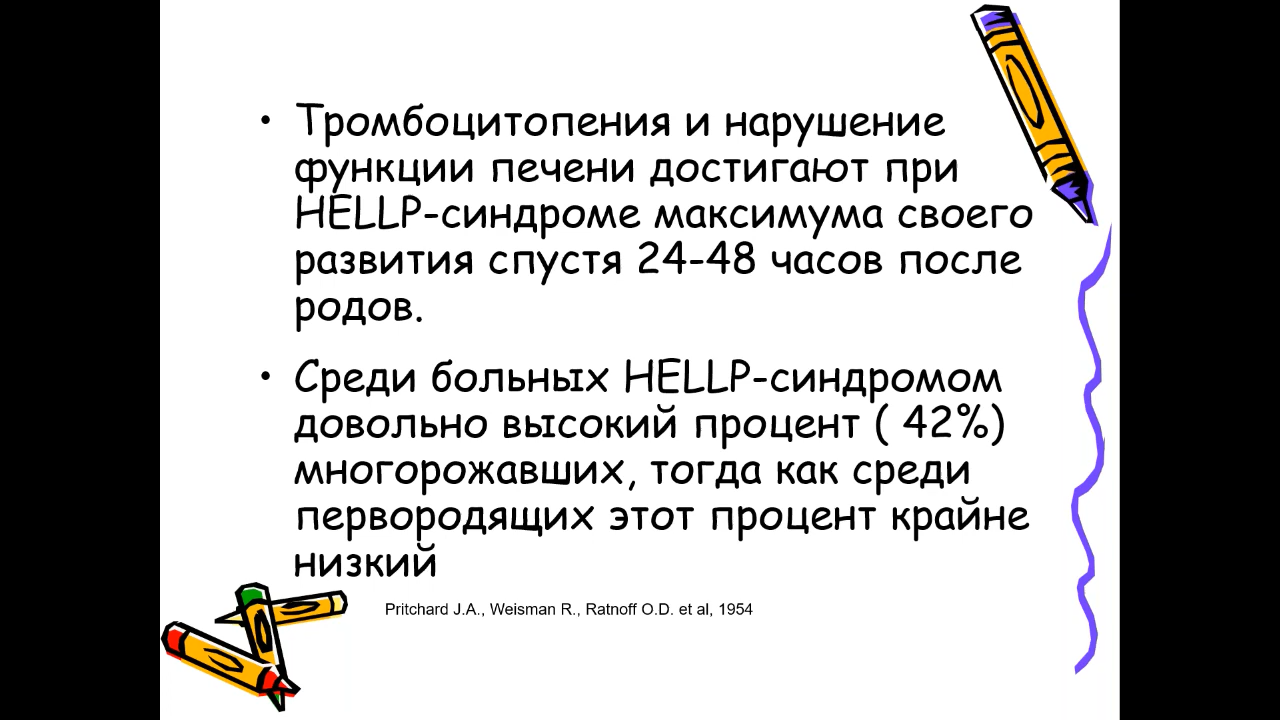 • Тромбоцитопения и нарушение
функции печени достигают при
HELLP-синдроме максимума своего
развития спустя 24-48 часов после
родов.
• Среди больных HELLP-синдромом
довольно высокий процент ( 42%)
многорожавших, тогда как среди
первородящих этот процент крайне
низкий
Pritchard J.A., Weisman R., Ratnoff O.D. et al, 1954